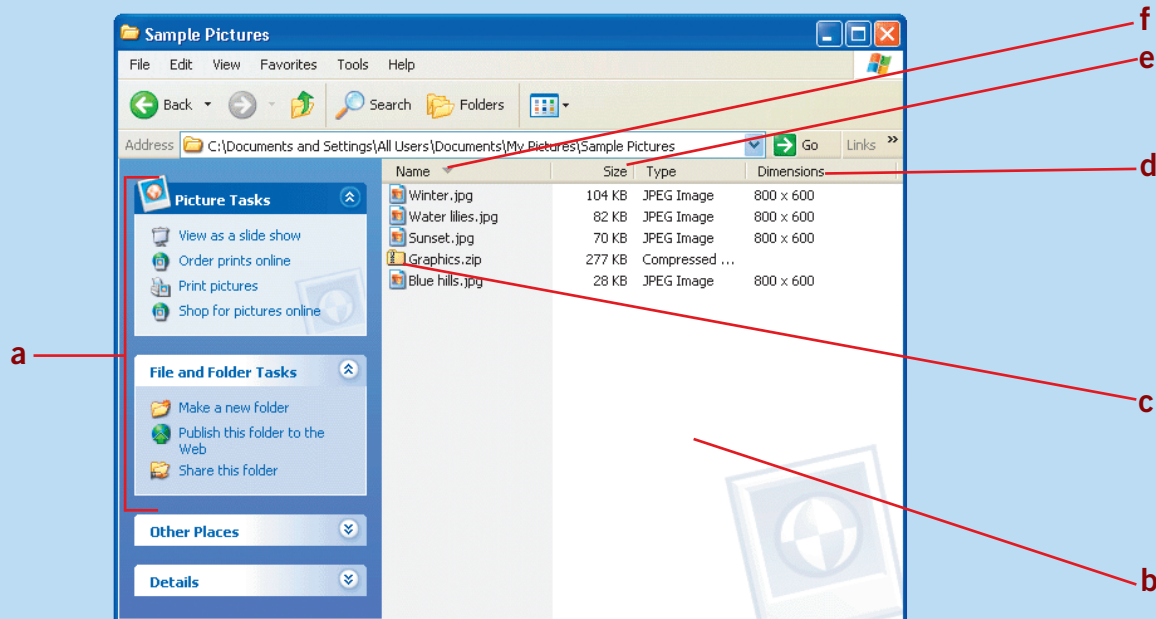 Sample Pictures
f
File Edit View Favorites Tools Help
e
Back Search Folders
Address C:\Documents and Settings\All Users\Documents\My Pictures\Sample Pictures Go Links »
d
Name Size Type Dimensions
Picture Tasks
Winter.jpg 104 KB JPEG Image 800 x 600
Water lilies.jpg 82 KB JPEG Image 800 x 600
Sunset.jpg 70 KB JPEG Image 800 x 600
Graphics.zip 277 KB Compressed ...
Blue hills.jpg 28 KB JPEG Image 800 x 600
View as a slide show
Order prints online
Print pictures
Shop for pictures online
a
File and Folder Tasks
Make a new folder
Publish this folder to the
Web
Share this folder
c
Other Places
Details
b